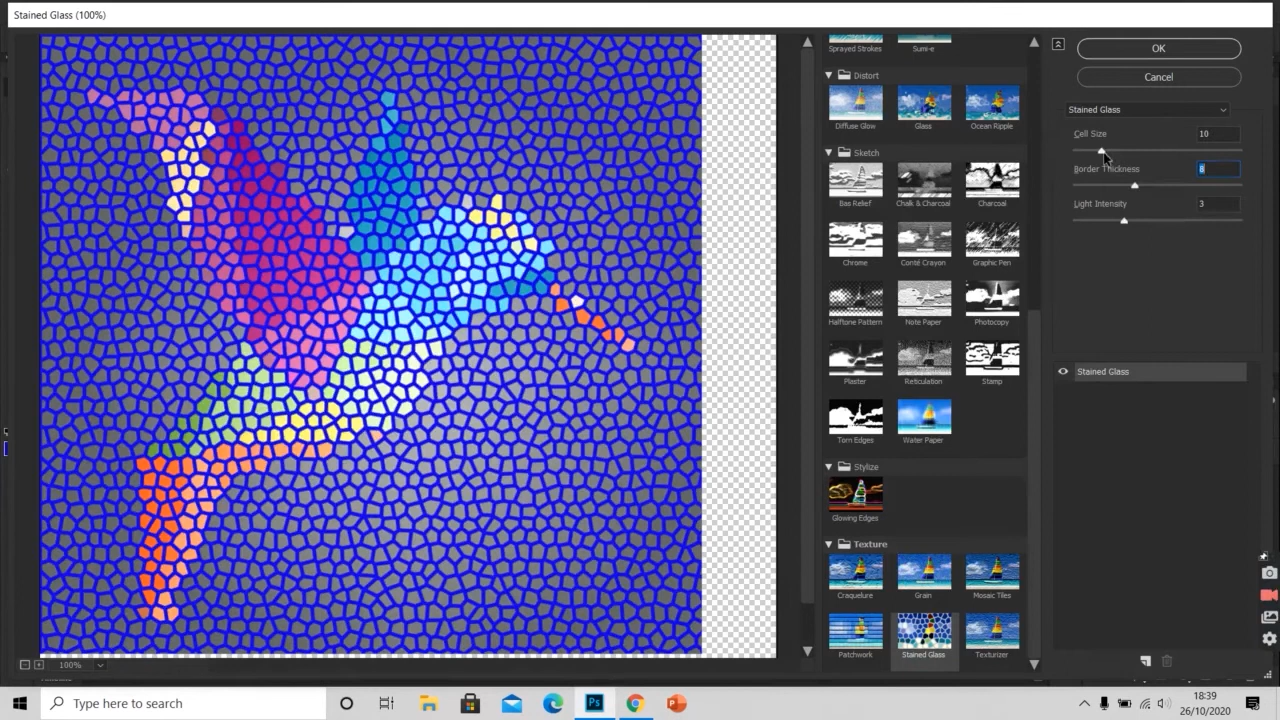 Stained Glass (100%)
Sprayed Strokes
Sumi-e
OK
Cancel
Distort
Diffuse Glow
Glass
Ocean Ripple
Stained Glass
Cell Size
10
Border Thickness
8
Light Intensity
3
Sketch
Bas Relief
Chalk & Charcoal
Charcoal
Chrome
Conté Crayon
Graphic Pen
Halftone Pattern
Note Paper
Photocopy
Plaster
Reticulation
Stamp
Torn Edges
Water Paper
Stained Glass
Stylize
Glowing Edges
Texture
Craquelure
Grain
Mosaic Tiles
Patchwork
Stained Glass
Texturizer
100%
Type here to search
Ps
P
18:39
26/10/2020